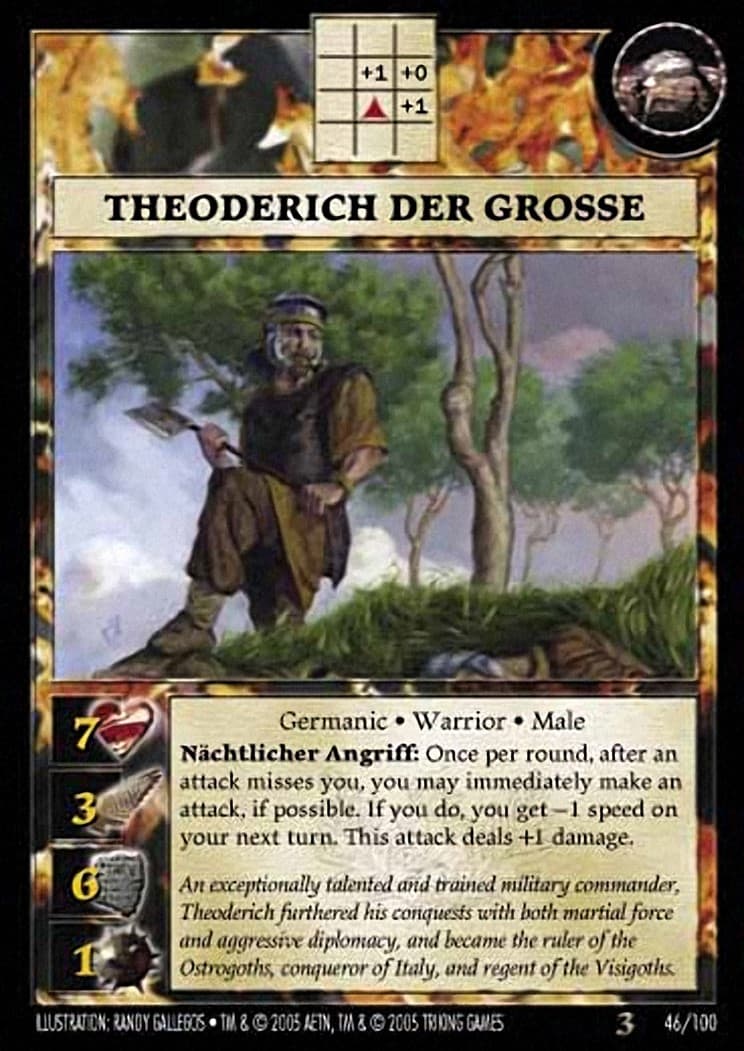 +1 +0
+1
THEODERICH DER GROSSE
7
Germanic • Warrior • Male
Nächtlicher Angriff: Once per round, after an
attack misses you, you may immediately make an
3
attack, if possible. If you do, you get −1 speed on
your next turn. This attack deals +1 damage.
6
An exceptionally talented and trained military commander,
Theoderich furthered his conquests with both martial force
and aggressive diplomacy, and became the ruler of the
1
Ostrogoths, conqueror of Italy, and regent of the Visigoths.
ILLUSTRATION: RANDY GALLEGOS • TM & © 2005 AETN, TM & © 2005 TRIKING GAMES 3 46/100